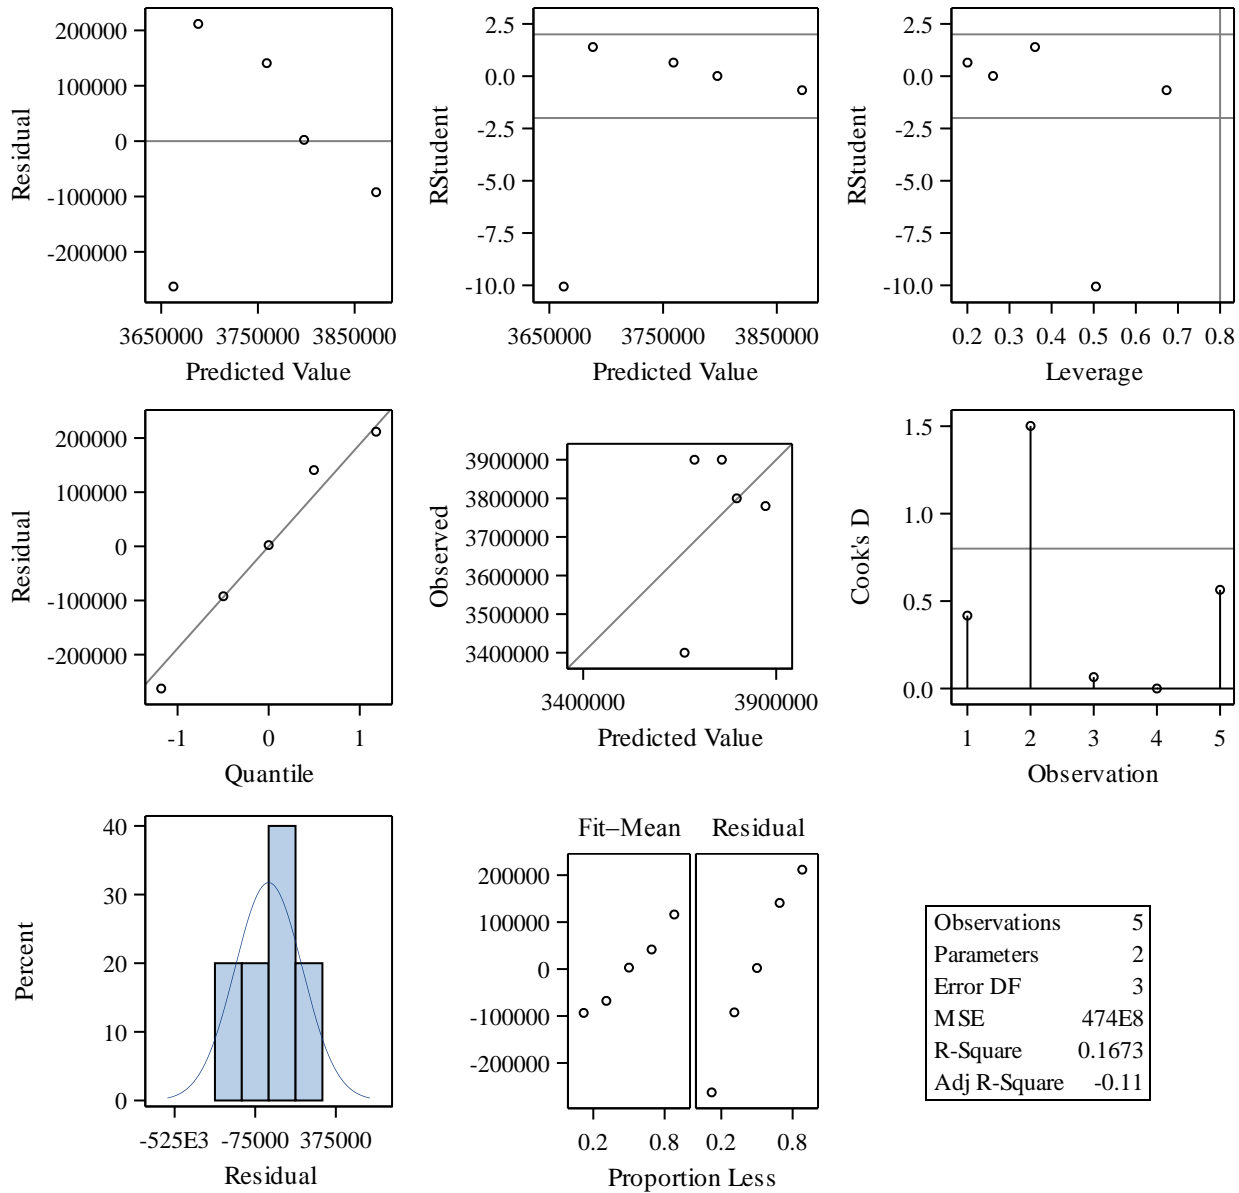 200000
100000
0
-100000
-200000
Residual
3650000 3750000 3850000
Predicted Value
2.5
0.0
-2.5
-5.0
-7.5
-10.0
RStudent
3650000 3750000 3850000
Predicted Value
2.5
0.0
-2.5
-5.0
-7.5
-10.0
RStudent
0.2 0.3 0.4 0.5 0.6 0.7 0.8
Leverage
200000
100000
0
-100000
-200000
Residual
-1 0 1
Quantile
3900000
3800000
3700000
3600000
3500000
3400000
Observed
3400000 3900000
Predicted Value
1.5
1.0
0.5
0.0
Cook's D
1 2 3 4 5
Observation
40
30
20
10
0
Percent
-525E3 -75000 375000
Residual
Fit–Mean Residual
200000
100000
0
-100000
-200000
0.2 0.8 0.2 0.8
Proportion Less
Observations 5
Parameters 2
Error DF 3
MSE 474E8
R-Square 0.1673
Adj R-Square -0.11